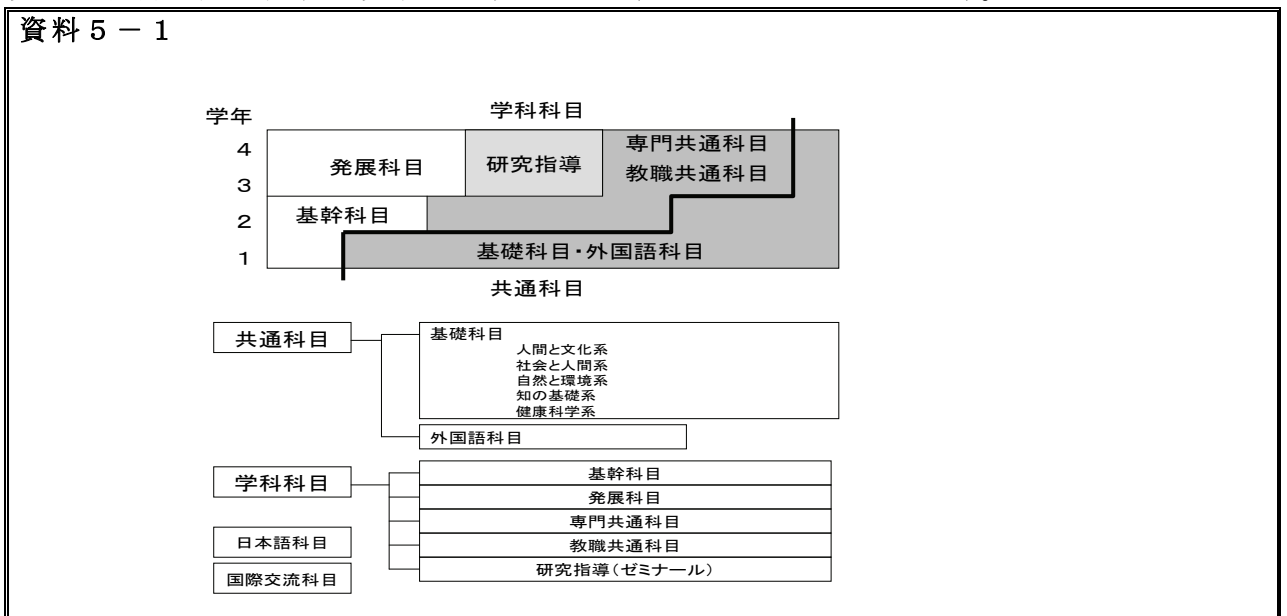 資料5-1
学科科目
学年
4
3
2
1
発展科目
研究指導
専門共通科目
教職共通科目
基幹科目
基礎科目・外国語科目
共通科目
共通科目
基礎科目
人間と文化系
社会と人間系
自然と環境系
知の基礎系
健康科学系
外国語科目
学科科目
基幹科目
発展科目
専門共通科目
教職共通科目
研究指導(ゼミナール)
日本語科目
国際交流科目